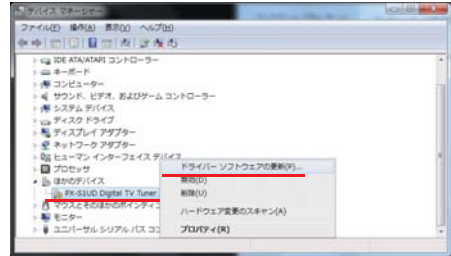 デバイス マネージャー
ファイル(F) 操作(A) 表示(V) ヘルプ(H)
IDE ATA/ATAPI コントローラー
キーボード
コンピューター
サウンド、ビデオ、およびゲーム コントローラー
システム デバイス
ディスク ドライブ
ディスプレイ アダプター
ネットワーク アダプター
ヒューマン インターフェイス デバイス
プロセッサ
ドライバー ソフトウェアの更新(P)...
ほかのデバイス
無効(D)
PX-S1UD Digital TV Tuner
削除(U)
マウスとそのほかのポインティ
ハードウェア変更のスキャン(A)
モニター
ユニバーサル シリアル バス コ
プロパティ(R)